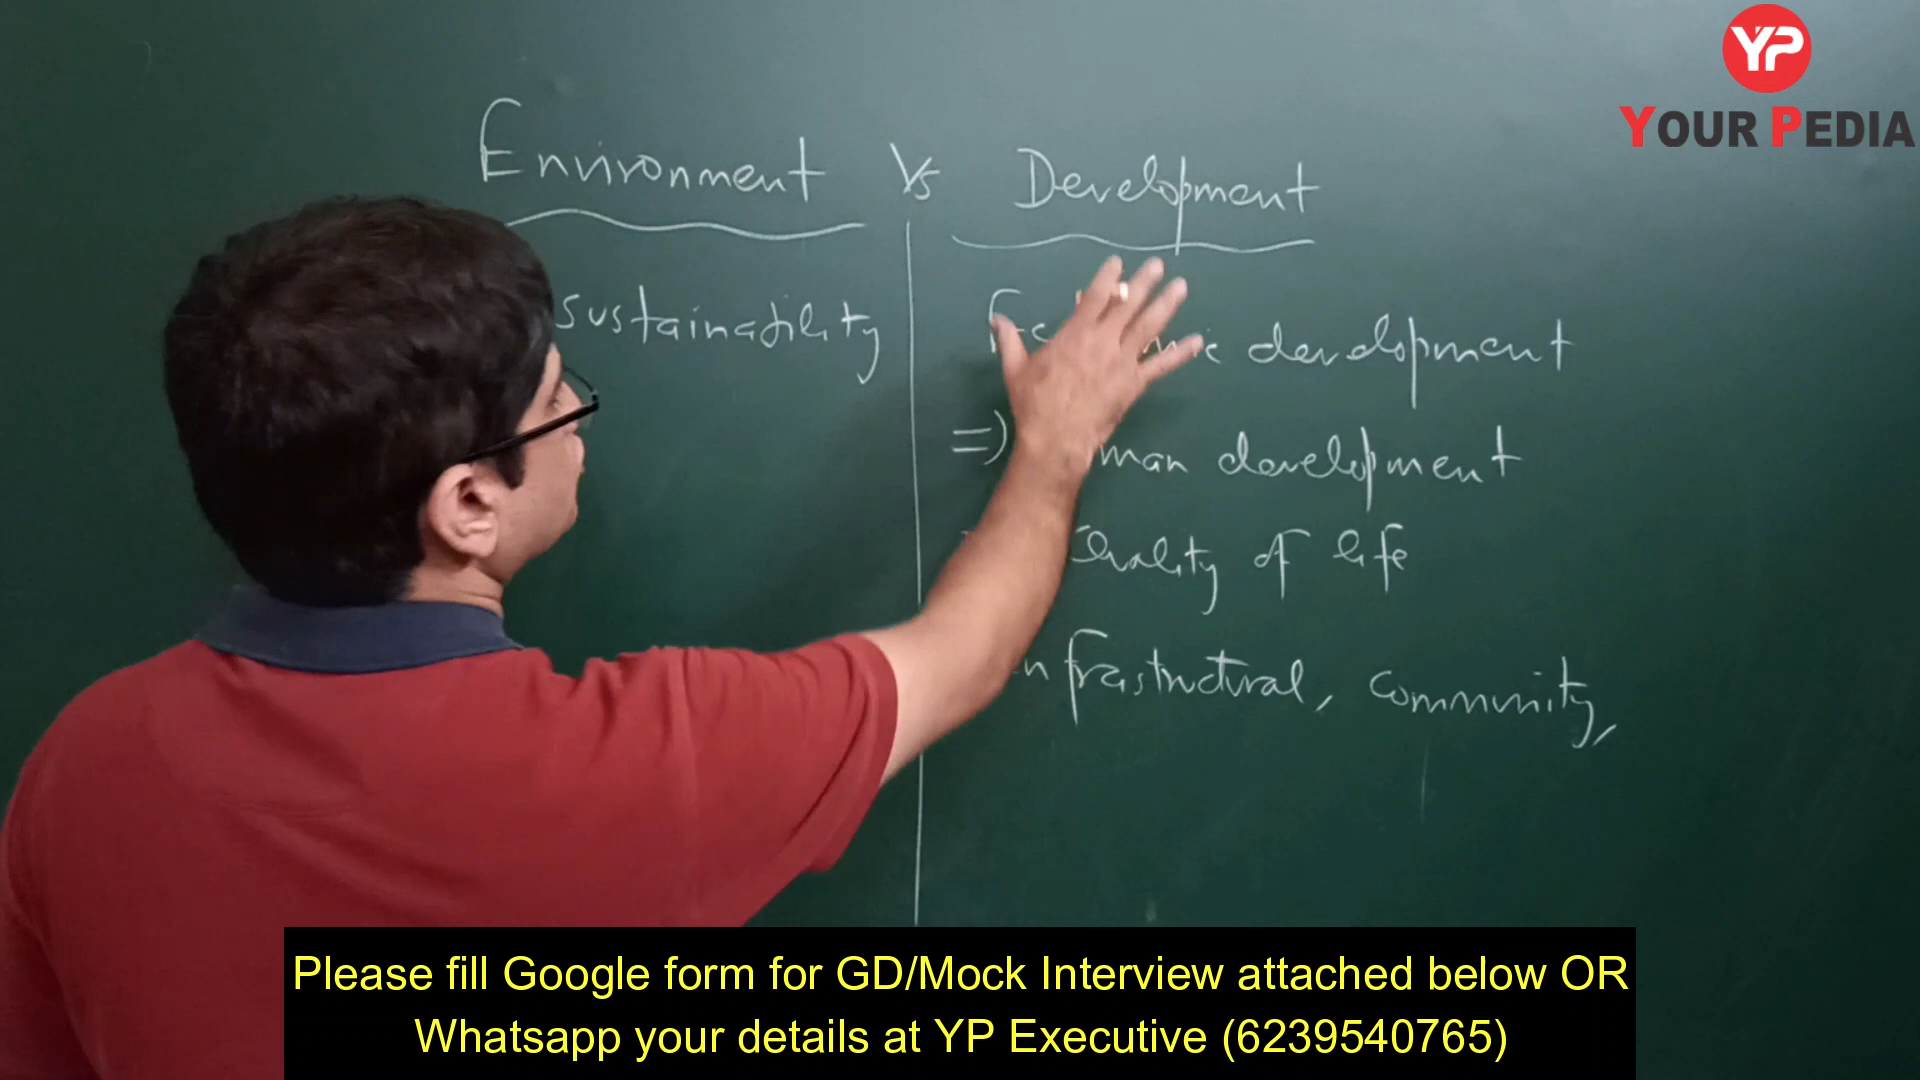 YP
YOUR PEDIA
Environment Vs Development
sustainability
development
=)
development
Quality of life
frastructural, community,
Please fill Google form for GD/Mock Interview attached below OR
Whatsapp your details at YP Executive (6239540765)